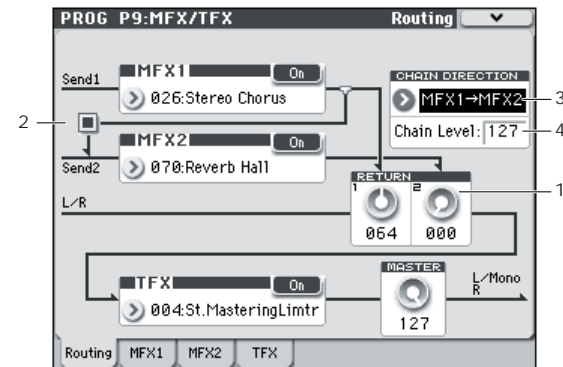 PROG P9:MFX/TFX Routing
Send1
MFX1 On
026:Stereo Chorus
CHAIN DIRECTION
MFX1→MFX2
3
Chain Level: 127
4
2
MFX2 On
070:Reverb Hall
Send2
L/R
RETURN
1 2
064 000
1
TFX On
004:St.MasteringLimtr
MASTER
127
L/Mono
R
Routing MFX1 MFX2 TFX